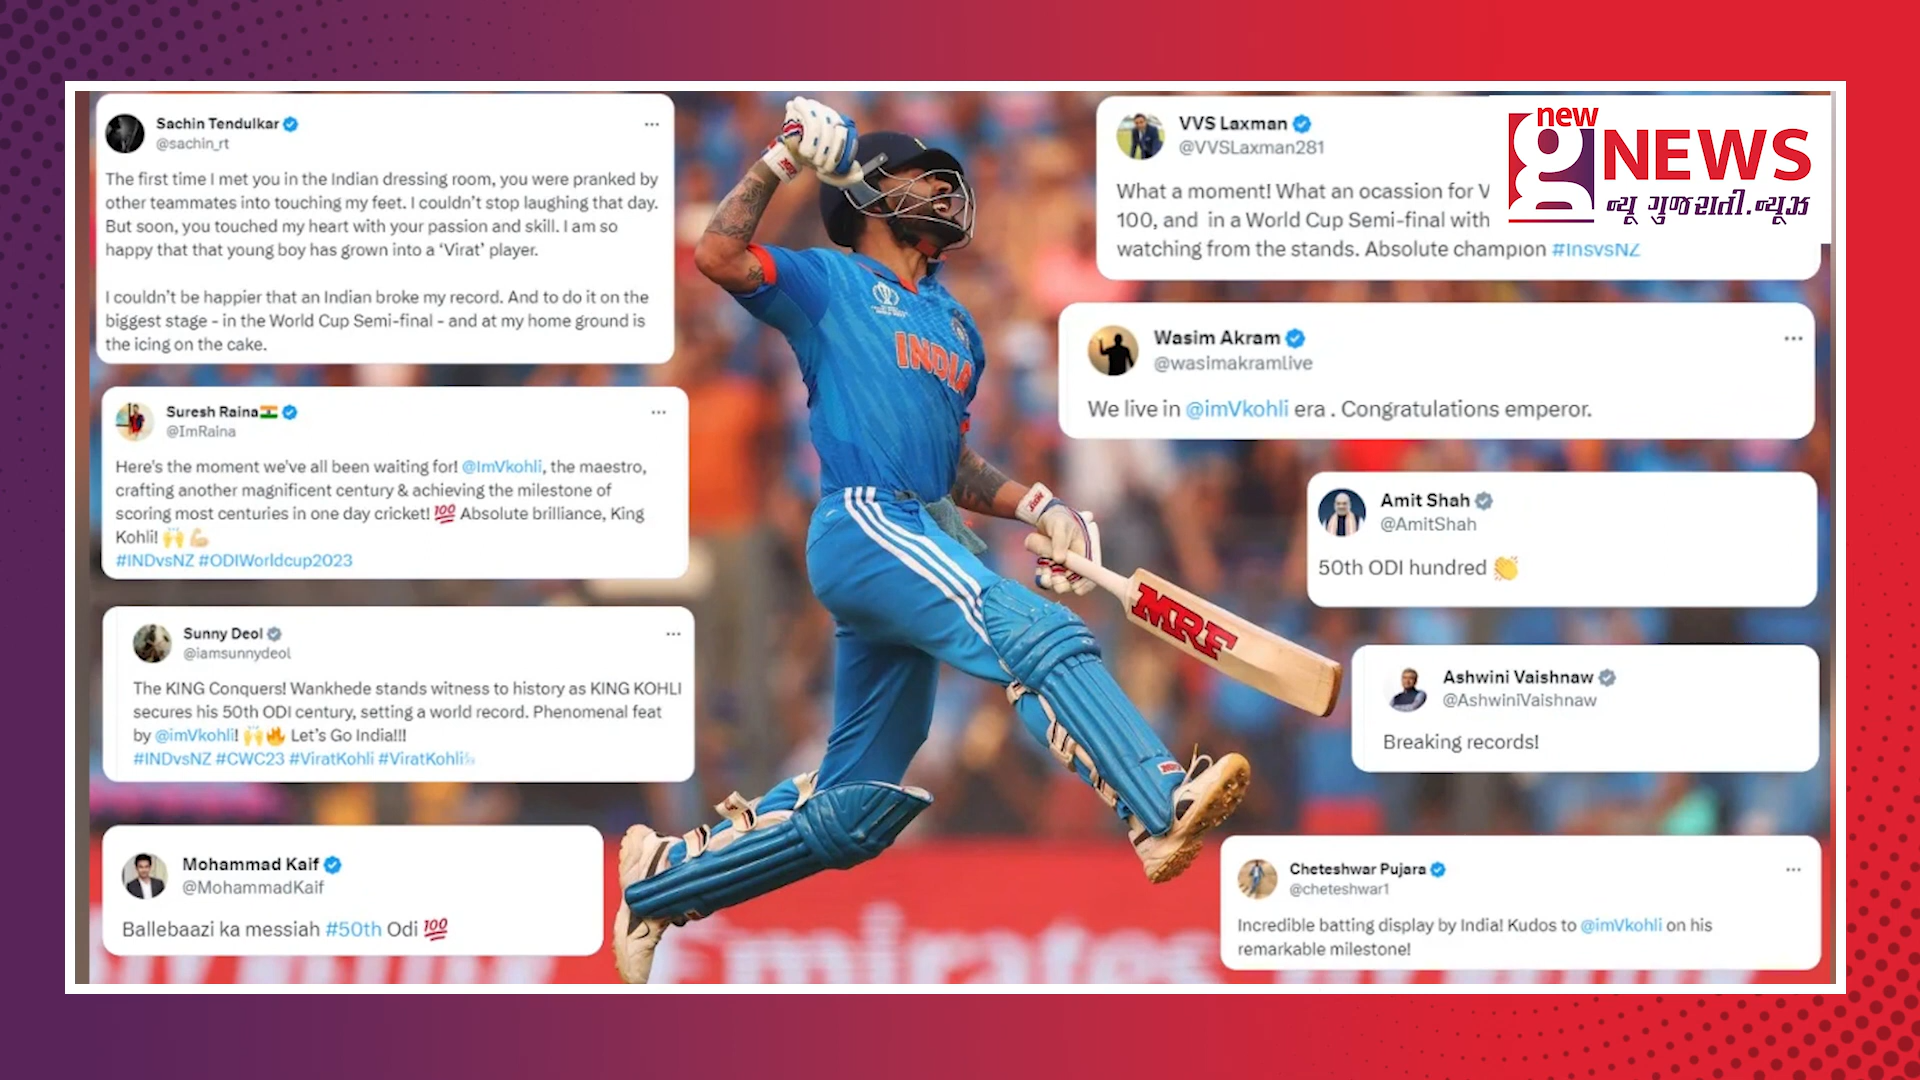 Sachin Tendulkar
@sachin_rt
The first time I met you in the Indian dressing room, you were pranked by
other teammates into touching my feet. I couldn't stop laughing that day.
But soon, you touched my heart with your passion and skill. I am so
happy that that young boy has grown into a 'Virat' player.
I couldn't be happier that an Indian broke my record. And to do it on the
biggest stage - in the World Cup Semi-final - and at my home ground is
the icing on the cake.
Suresh Raina🇮🇳
@ImRaina
Here's the moment we've all been waiting for! @ImVkohli, the maestro,
crafting another magnificent century & achieving the milestone of
scoring most centuries in one day cricket! 💯 Absolute brilliance, King
Kohli! 🙌 💪🏻
#INDvsNZ #ODIWorldcup2023
Sunny Deol
@iamsunnydeol
The KING Conquers! Wankhede stands witness to history as KING KOHLI
secures his 50th ODI century, setting a world record. Phenomenal feat
by @imVkohli! 🙌🔥 Let's Go India!!!
#INDvsNZ #CWC23 #ViratKohli #ViratKohli
Mohammad Kaif
@MohammadKaif
Ballebaazi ka messiah #50th Odi 💯
INDIA
MRF
Emirates
VVS Laxman
@VVSLaxman281
What a moment! What an ocassion for V
100, and in a World Cup Semi-final with
watching from the stands. Absolute champion #InsvsNZ
new
g NEWS
ન્યૂ ગુજરાતી.ન્યૂઝ
Wasim Akram
@wasimakramlive
We live in @imVkohli era . Congratulations emperor.
Amit Shah
@AmitShah
50th ODI hundred 👏
Ashwini Vaishnaw
@AshwiniVaishnaw
Breaking records!
Cheteshwar Pujara
@cheteshwar1
Incredible batting display by India! Kudos to @imVkohli on his
remarkable milestone!